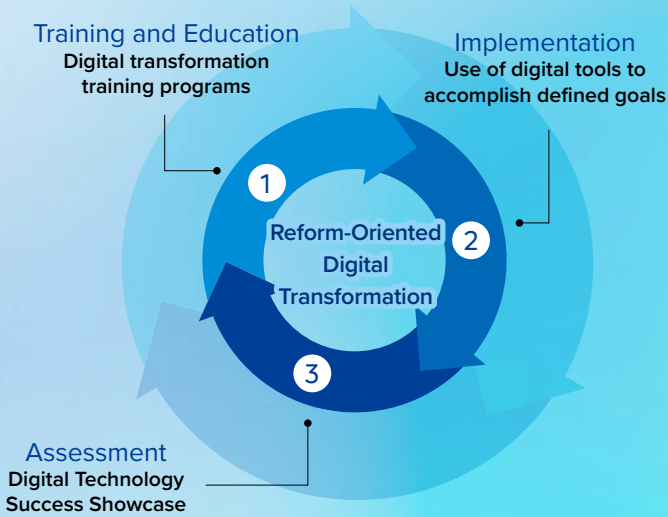 Training and Education
Digital transformation
training programs
Implementation
Use of digital tools to
accomplish defined goals
1
2
Reform-Oriented
Digital
Transformation
3
Assessment
Digital Technology
Success Showcase